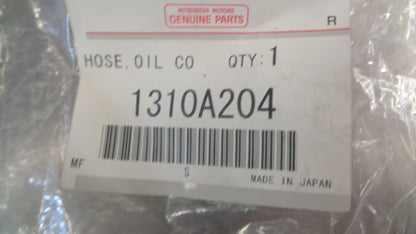 MITSUBISHI MOTORS
GENUINE PARTS
R
HOSE,OIL CO QTY:1
1310A204
MF
S
MADE IN JAPAN